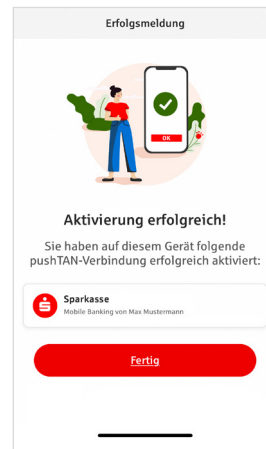 Erfolgsmeldung
OK
Aktivierung erfolgreich!
Sie haben auf diesem Gerät folgende
pushTAN-Verbindung erfolgreich aktiviert:
Sparkasse
Mobile Banking von Max Mustermann
Fertig